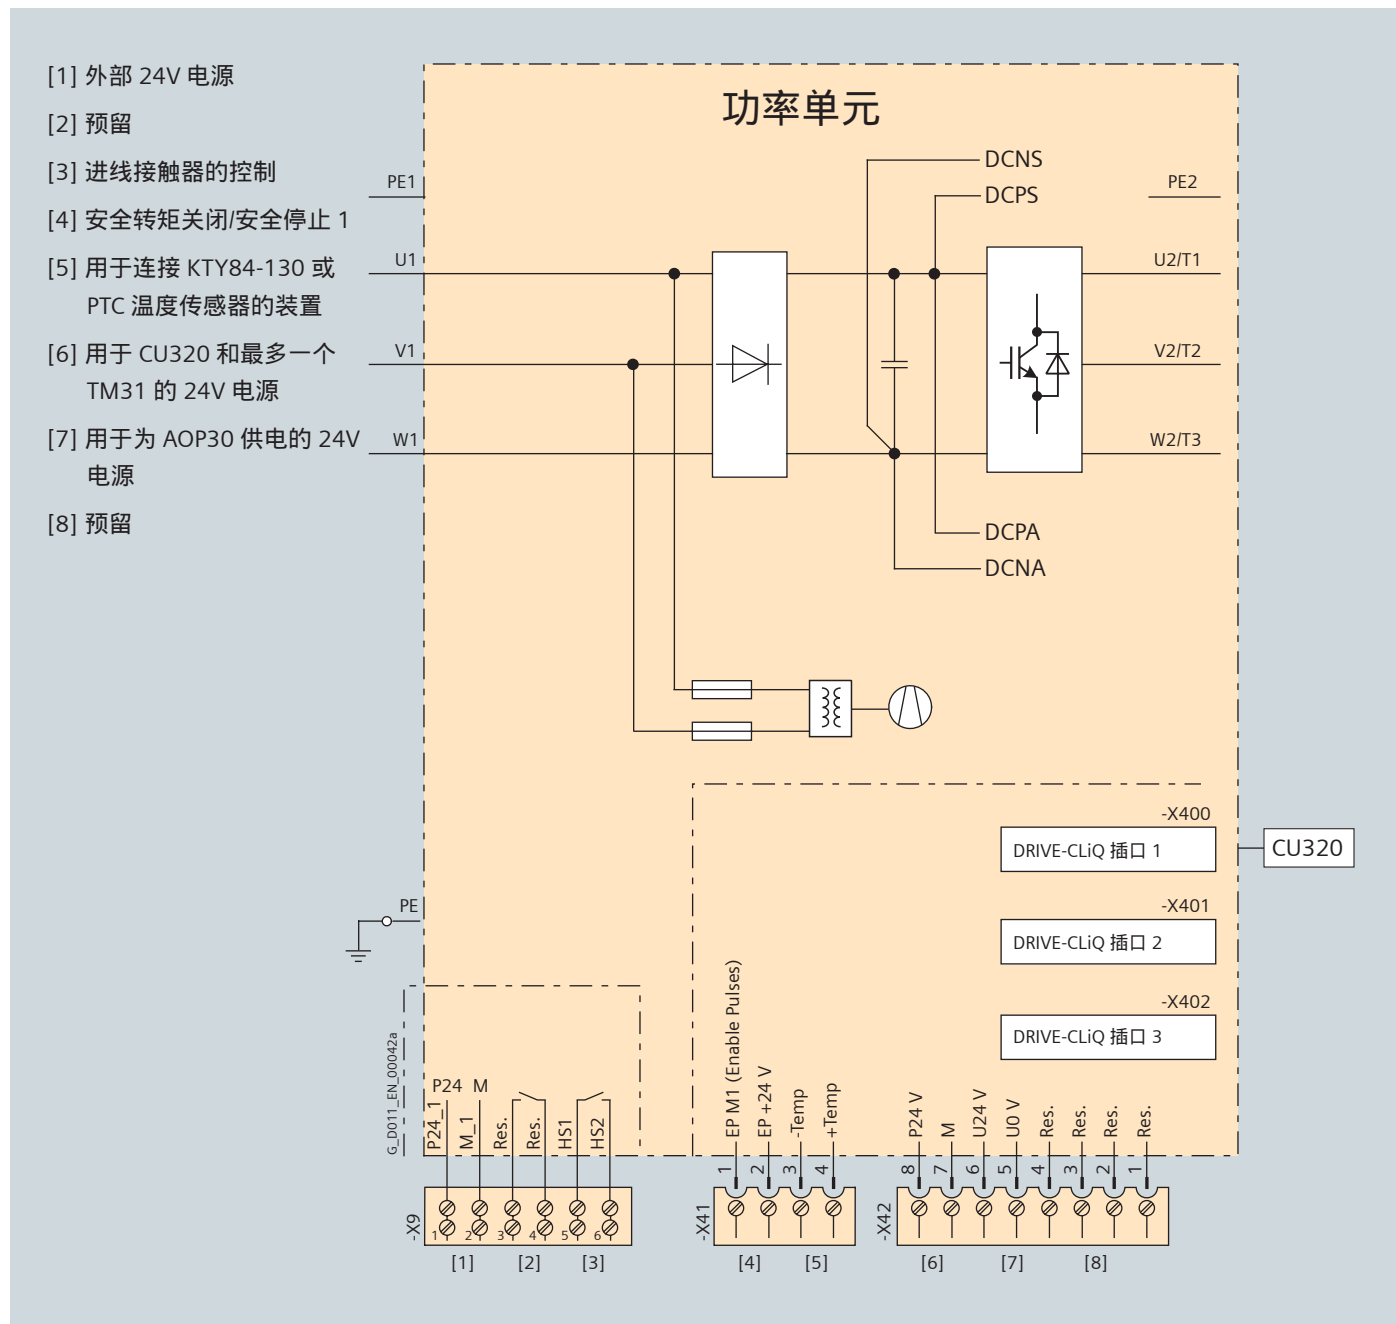 [1] 外部 24V 电源
[2] 预留
[3] 进线接触器的控制
[4] 安全转矩关闭/安全停止 1
[5] 用于连接 KTY84-130 或
PTC 温度传感器的装置
[6] 用于 CU320 和最多一个
TM31 的 24V 电源
[7] 用于为 AOP30 供电的 24V
电源
[8] 预留
功率单元
DCNS
DCPS
PE1
PE2
U1
U2/T1
V1
V2/T2
W1
W2/T3
DCPA
DCNA
-X400
DRIVE-CLiQ 插口 1
CU320
-X401
DRIVE-CLiQ 插口 2
-X402
DRIVE-CLiQ 插口 3
PE
G_D011_EN_00042a
P24 M
P24_1
M_1
Res.
Res.
HS1
HS2
-X9
1 2 3 4 5 6
[1] [2] [3]
EP M1 (Enable Pulses)
EP +24 V
-Temp
+Temp
1 2 3 4
-X41
[4] [5]
P24 V
M
U24 V
U0 V
Res.
Res.
Res.
Res.
8 7 6 5 4 3 2 1
-X42
[6] [7] [8]